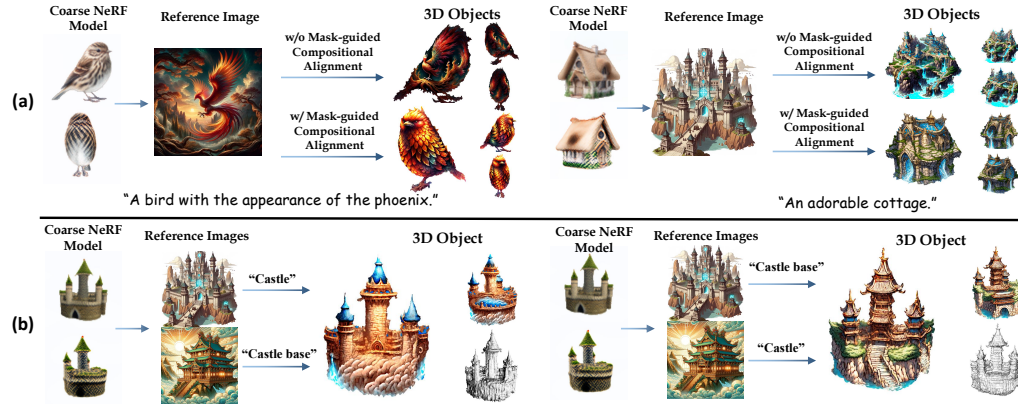 Coarse NeRF
Model
Reference Image
w/o Mask-guided
Compositional
Alignment
w/ Mask-guided
Compositional
Alignment
3D Objects
"A bird with the appearance of the phoenix."
Coarse NeRF
Model
Reference Image
w/o Mask-guided
Compositional
Alignment
w/ Mask-guided
Compositional
Alignment
3D Objects
"An adorable cottage."
(a)
Coarse NeRF
Model
Reference Images
"Castle"
"Castle base"
3D Object
Coarse NeRF
Model
Reference Images
"Castle base"
"Castle"
3D Object
(b)